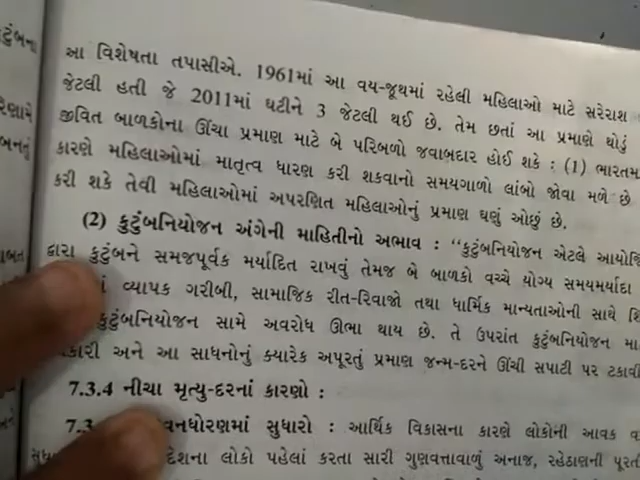 આ વિશેષતા તપાસીએ. 1961માં આ વય-જૂથમાં રહેલી મહિલાઓ માટે સરેરાશ
જેટલી હતી જે 2011માં ઘટીને 3 જેટલી થઈ છે. તેમ છતાં આ પ્રમાણે થોડું
જીવિત બાળકોના ઊંચા પ્રમાણ માટે બે પરિબળો જવાબદાર હોઈ શકે : (1) ભારતમ
કારણે મહિલાઓમાં માતૃત્વ ધારણ કરી શકવાનો સમયગાળો લાંબો જોવા મળે છે
કરી શકે તેવી મહિલાઓમાં અપરણિત મહિલાઓનું પ્રમાણ ઘણું ઓછું છે.
(2) કુટુંબનિયોજન અંગેની માહિતીનો અભાવ : “કુટુંબનિયોજન એટલે આયોજિ
દ્વારા કુટુંબને સમજપૂર્વક મર્યાદિત રાખવું તેમજ બે બાળકો વચ્ચે યોગ્ય સમયમર્યાદા
વ્યાપક ગરીબી, સામાજિક રીત-રિવાજો તથા ધાર્મિક માન્યતાઓની સાથે શિ
કુટુંબનિયોજન સામે અવરોધ ઊભા થાય છે. તે ઉપરાંત કુટુંબનિયોજન મા
અને આ સાધનોનું ક્યારેક અપૂરતું પ્રમાણ જન્મ-દરને ઊંચી સપાટી પર ટકાવી
7.3.4 નીચા મૃત્યુ-દરનાં કારણો :
7.3 વનધોરણમાં સુધારો : આર્થિક વિકાસના કારણે લોકોની આવક વ
દેશના લોકો પહેલાં કરતા સારી ગુણવત્તાવાળું અનાજ, રહેઠાણની પૂરત